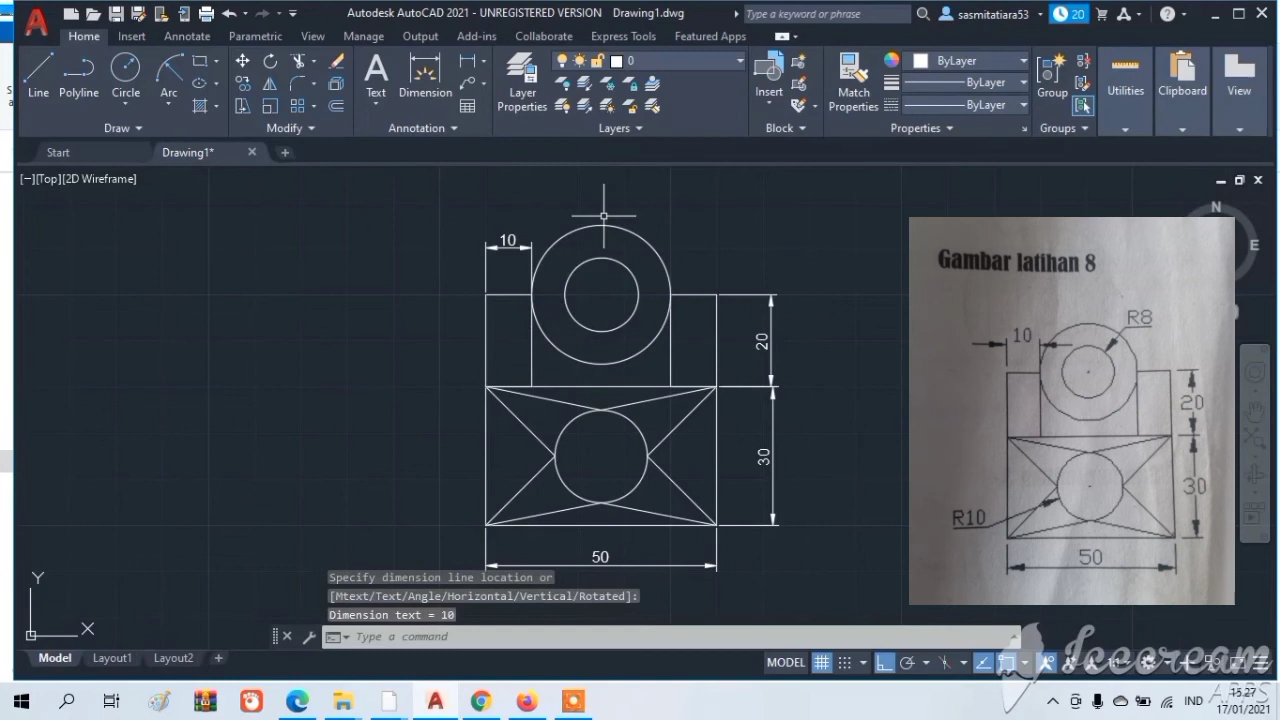 Autodesk AutoCAD 2021 - UNREGISTERED VERSION Drawing1.dwg
Type a keyword or phrase
sasmitatiara53
20
Home Insert Annotate Parametric View Manage Output Add-ins Collaborate Express Tools Featured Apps
Line
Polyline
Circle
Arc
Text
Dimension
Layer
Properties
0
Insert
Match
Properties
ByLayer
ByLayer
ByLayer
Group
Utilities
Clipboard
View
Draw
Modify
Annotation
Layers
Block
Properties
Groups
Start
Drawing1*
[−][Top][2D Wireframe]
10
20
30
50
Gambar latihan 8
R8
10
20
30
R10
50
N
E
Y
X
Specify dimension line location or
[Mtext/Text/Angle/Horizontal/Vertical/Rotated]:
Dimension text = 10
Type a command
Model Layout1 Layout2
MODEL
Icecream
APPS
IND
15.27
17/01/2021